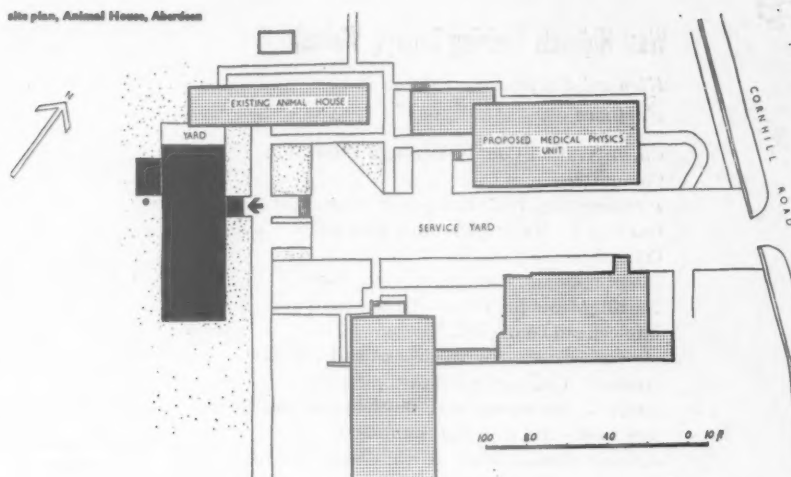 site plan, Animal House, Aberdeen
N
EXISTING ANIMAL HOUSE
YARD
PROPOSED MEDICAL PHYSICS
UNIT
CORNHILL
ROAD
SERVICE YARD
100 80 40 0 10 ft